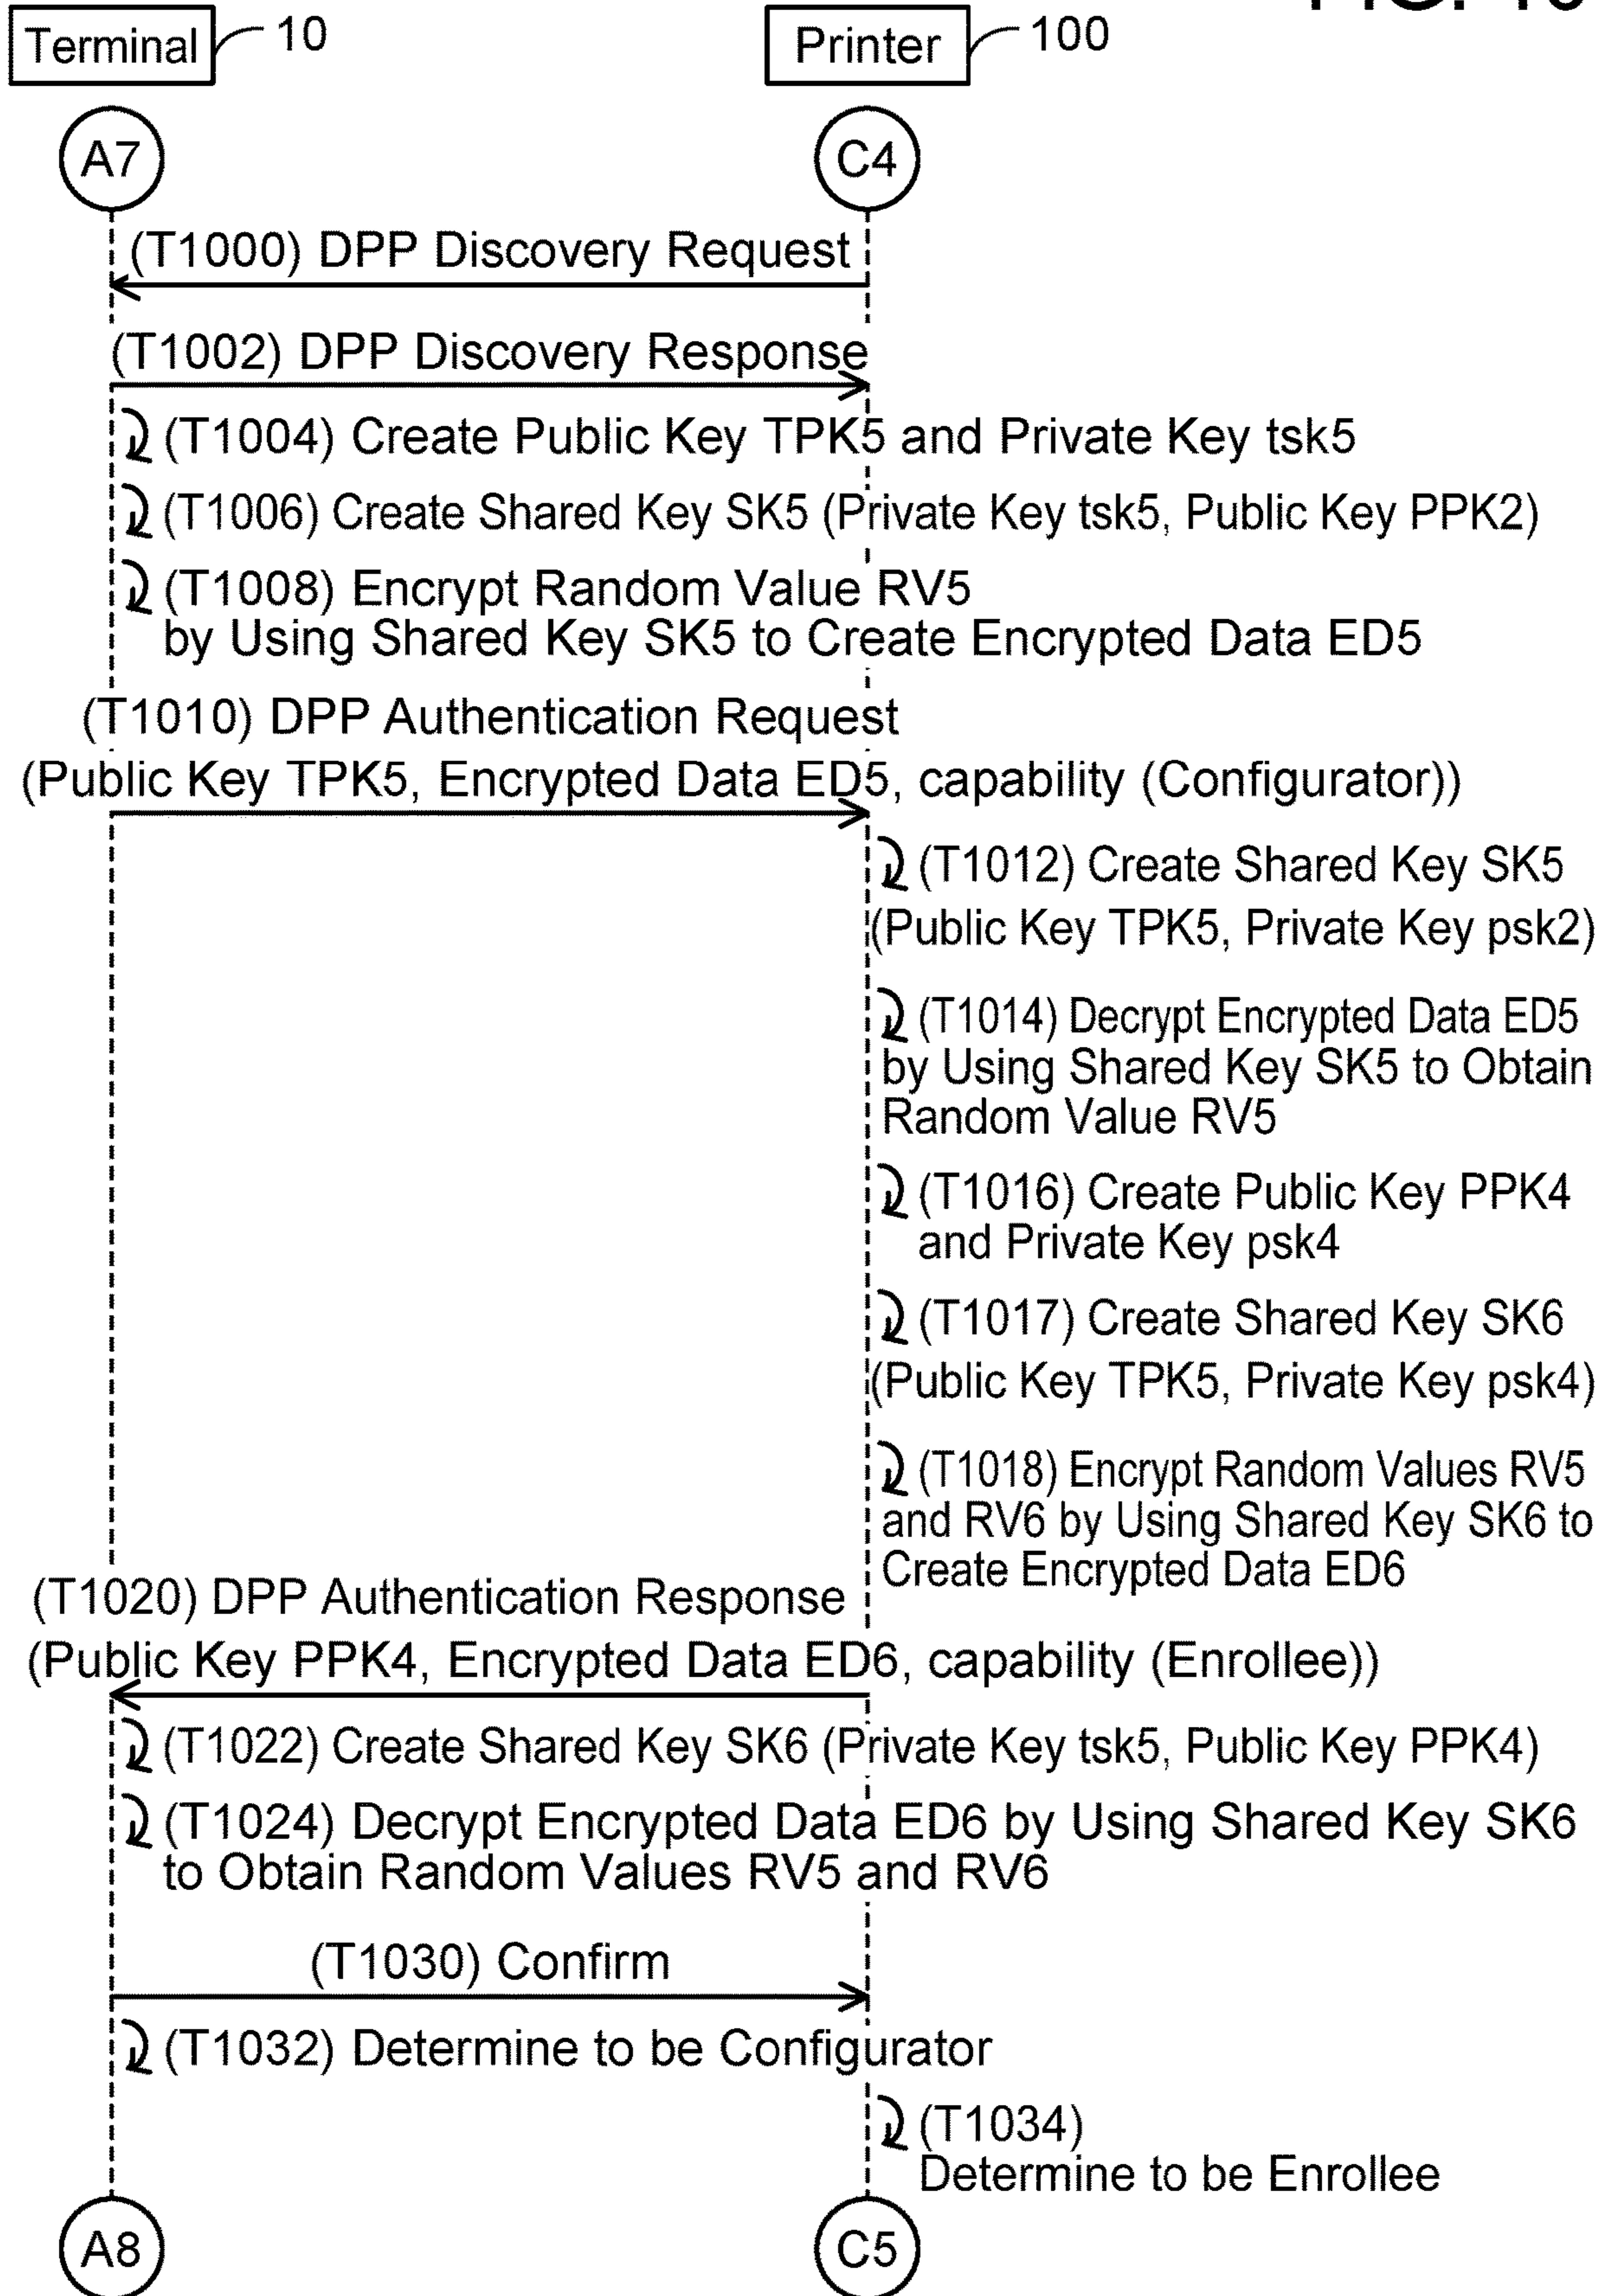 Terminal 10
Printer 100
A7
C4
(T1000) DPP Discovery Request
(T1002) DPP Discovery Response
(T1004) Create Public Key TPK5 and Private Key tsk5
(T1006) Create Shared Key SK5 (Private Key tsk5, Public Key PPK2)
(T1008) Encrypt Random Value RV5
by Using Shared Key SK5 to Create Encrypted Data ED5
(T1010) DPP Authentication Request
(Public Key TPK5, Encrypted Data ED5, capability (Configurator))
(T1012) Create Shared Key SK5
(Public Key TPK5, Private Key psk2)
(T1014) Decrypt Encrypted Data ED5
by Using Shared Key SK5 to Obtain
Random Value RV5
(T1016) Create Public Key PPK4
and Private Key psk4
(T1017) Create Shared Key SK6
(Public Key TPK5, Private Key psk4)
(T1018) Encrypt Random Values RV5
and RV6 by Using Shared Key SK6 to
Create Encrypted Data ED6
(T1020) DPP Authentication Response
(Public Key PPK4, Encrypted Data ED6, capability (Enrollee))
(T1022) Create Shared Key SK6 (Private Key tsk5, Public Key PPK4)
(T1024) Decrypt Encrypted Data ED6 by Using Shared Key SK6
to Obtain Random Values RV5 and RV6
(T1030) Confirm
(T1032) Determine to be Configurator
(T1034)
Determine to be Enrollee
A8
C5